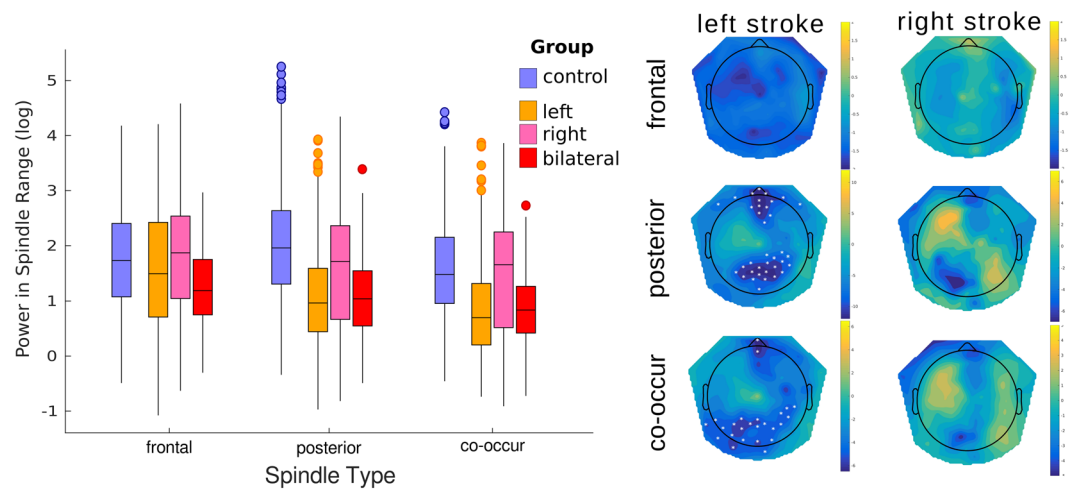 left stroke
right stroke
Group
control
left
right
bilateral
Power in Spindle Range (log)
5
4
3
2
1
0
-1
frontal
posterior
co-occur
Spindle Type
frontal
posterior
co-occur